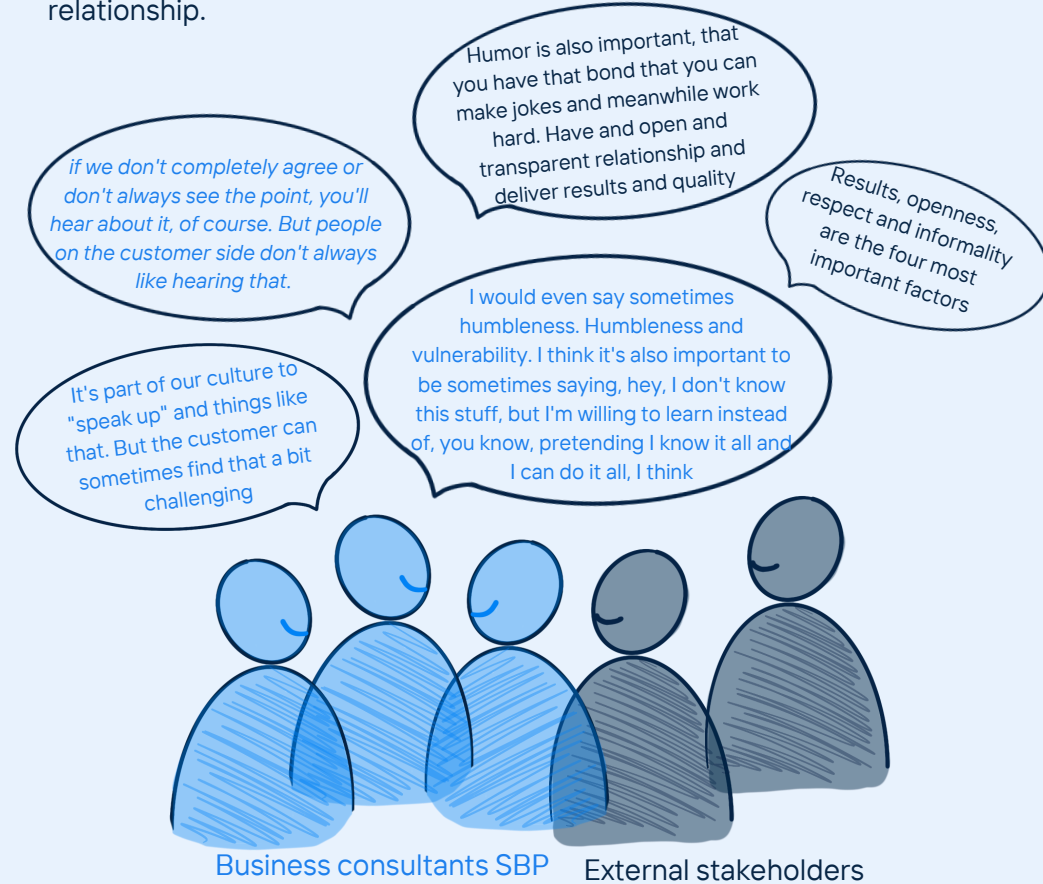 relationship.
Humor is also important, that
you have that bond that you can
make jokes and meanwhile work
hard. Have and open and
transparent relationship and
deliver results and quality
if we don't completely agree or
don't always see the point, you'll
hear about it, of course. But people
on the customer side don't always
like hearing that.
Results, openness,
respect and informality
are the four most
important factors
I would even say sometimes
humbleness. Humbleness and
vulnerability. I think it's also important to
be sometimes saying, hey, I don't know
this stuff, but I'm willing to learn instead
of, you know, pretending I know it all and
I can do it all, I think
It's part of our culture to
"speak up" and things like
that. But the customer can
sometimes find that a bit
challenging
Business consultants SBP
External stakeholders